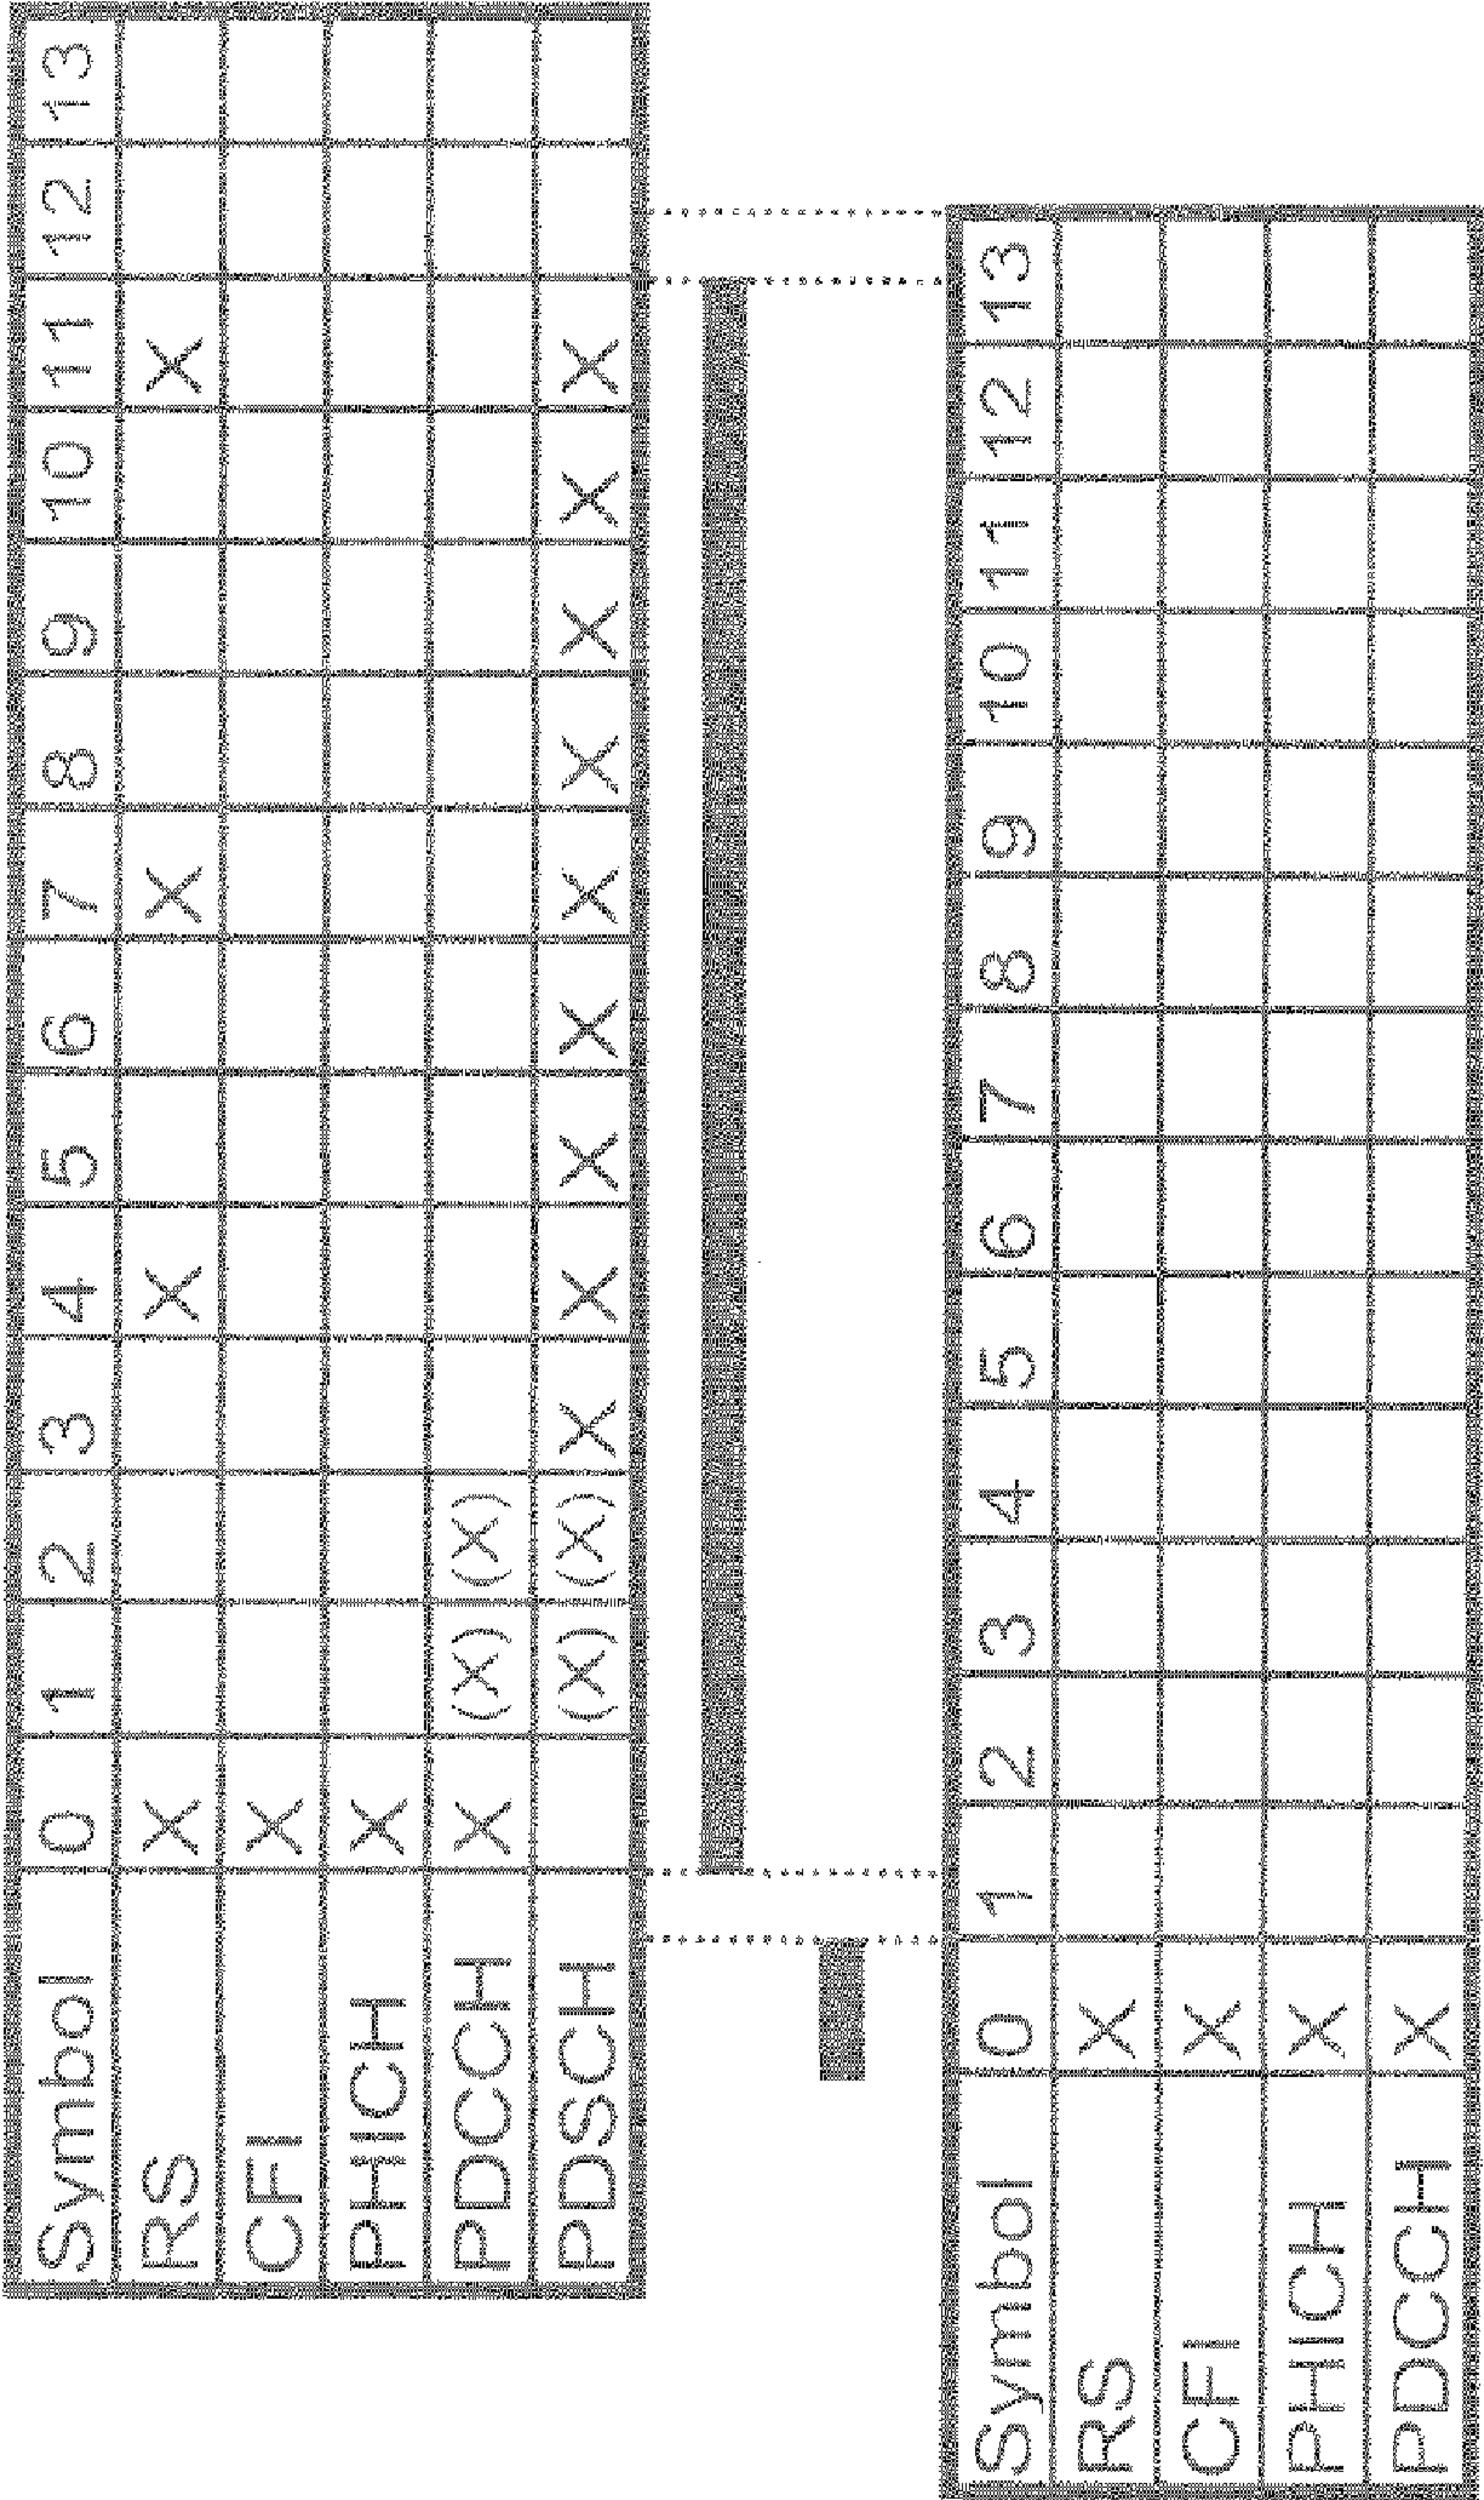 Symbol 0 1 2 3 4 5 6 7 8 9 10 11 12 13
RS X X X X
CFI X
PHICH X
PDCCH X (X) (X)
PDSCH (X) (X) X X X X X X X X X
Symbol 0 1 2 3 4 5 6 7 8 9 10 11 12 13
RS X
CFI X
PHICH X
PDCCH X